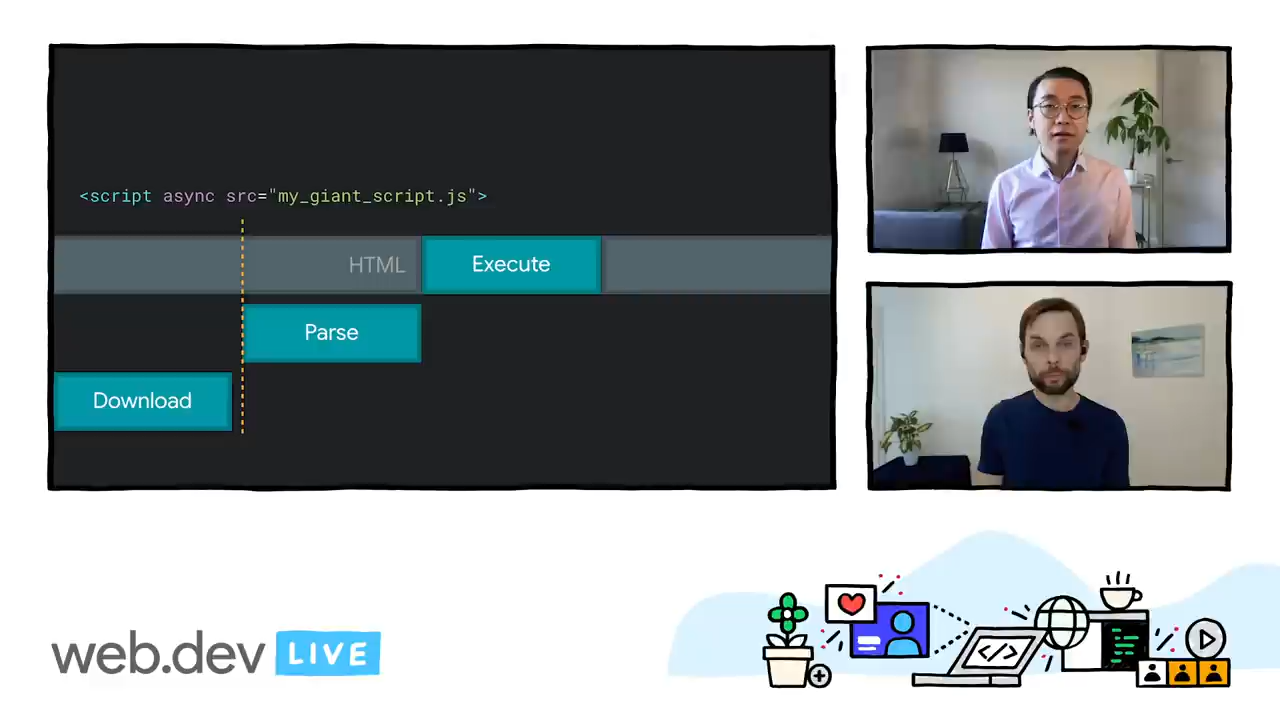 <script async src="my_giant_script.js">
HTML
Execute
Parse
Download
web.dev LIVE
</>